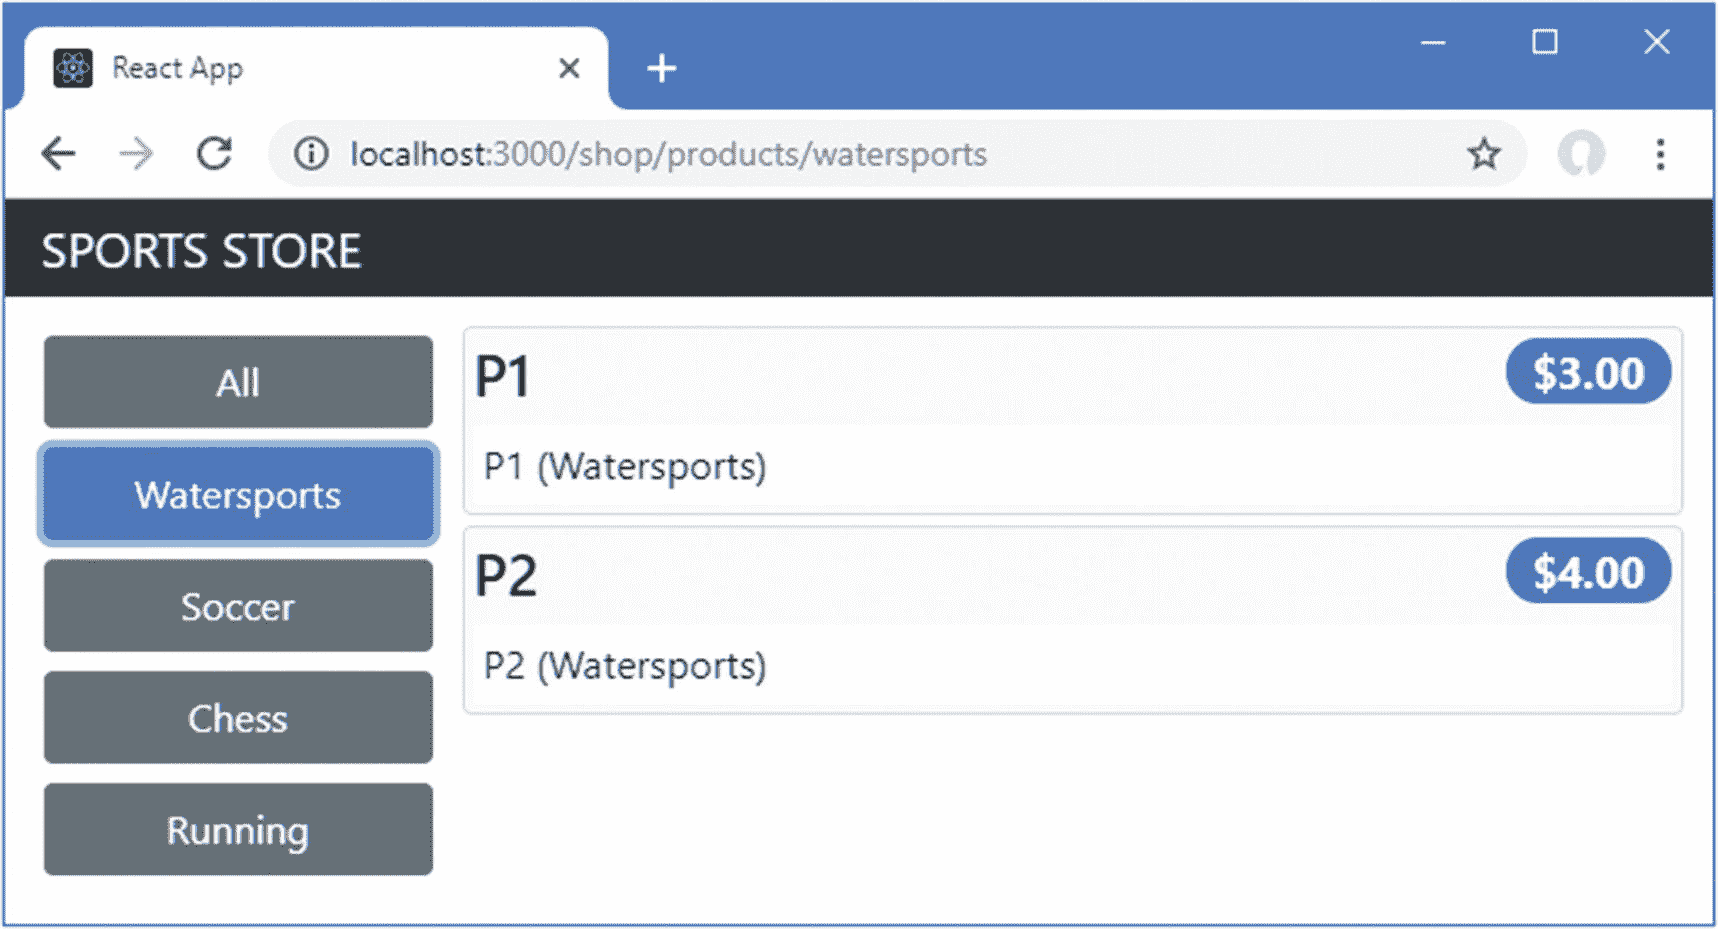 React App
localhost:3000/shop/products/watersports
SPORTS STORE
All
Watersports
Soccer
Chess
Running
P1
$3.00
P1 (Watersports)
P2
$4.00
P2 (Watersports)